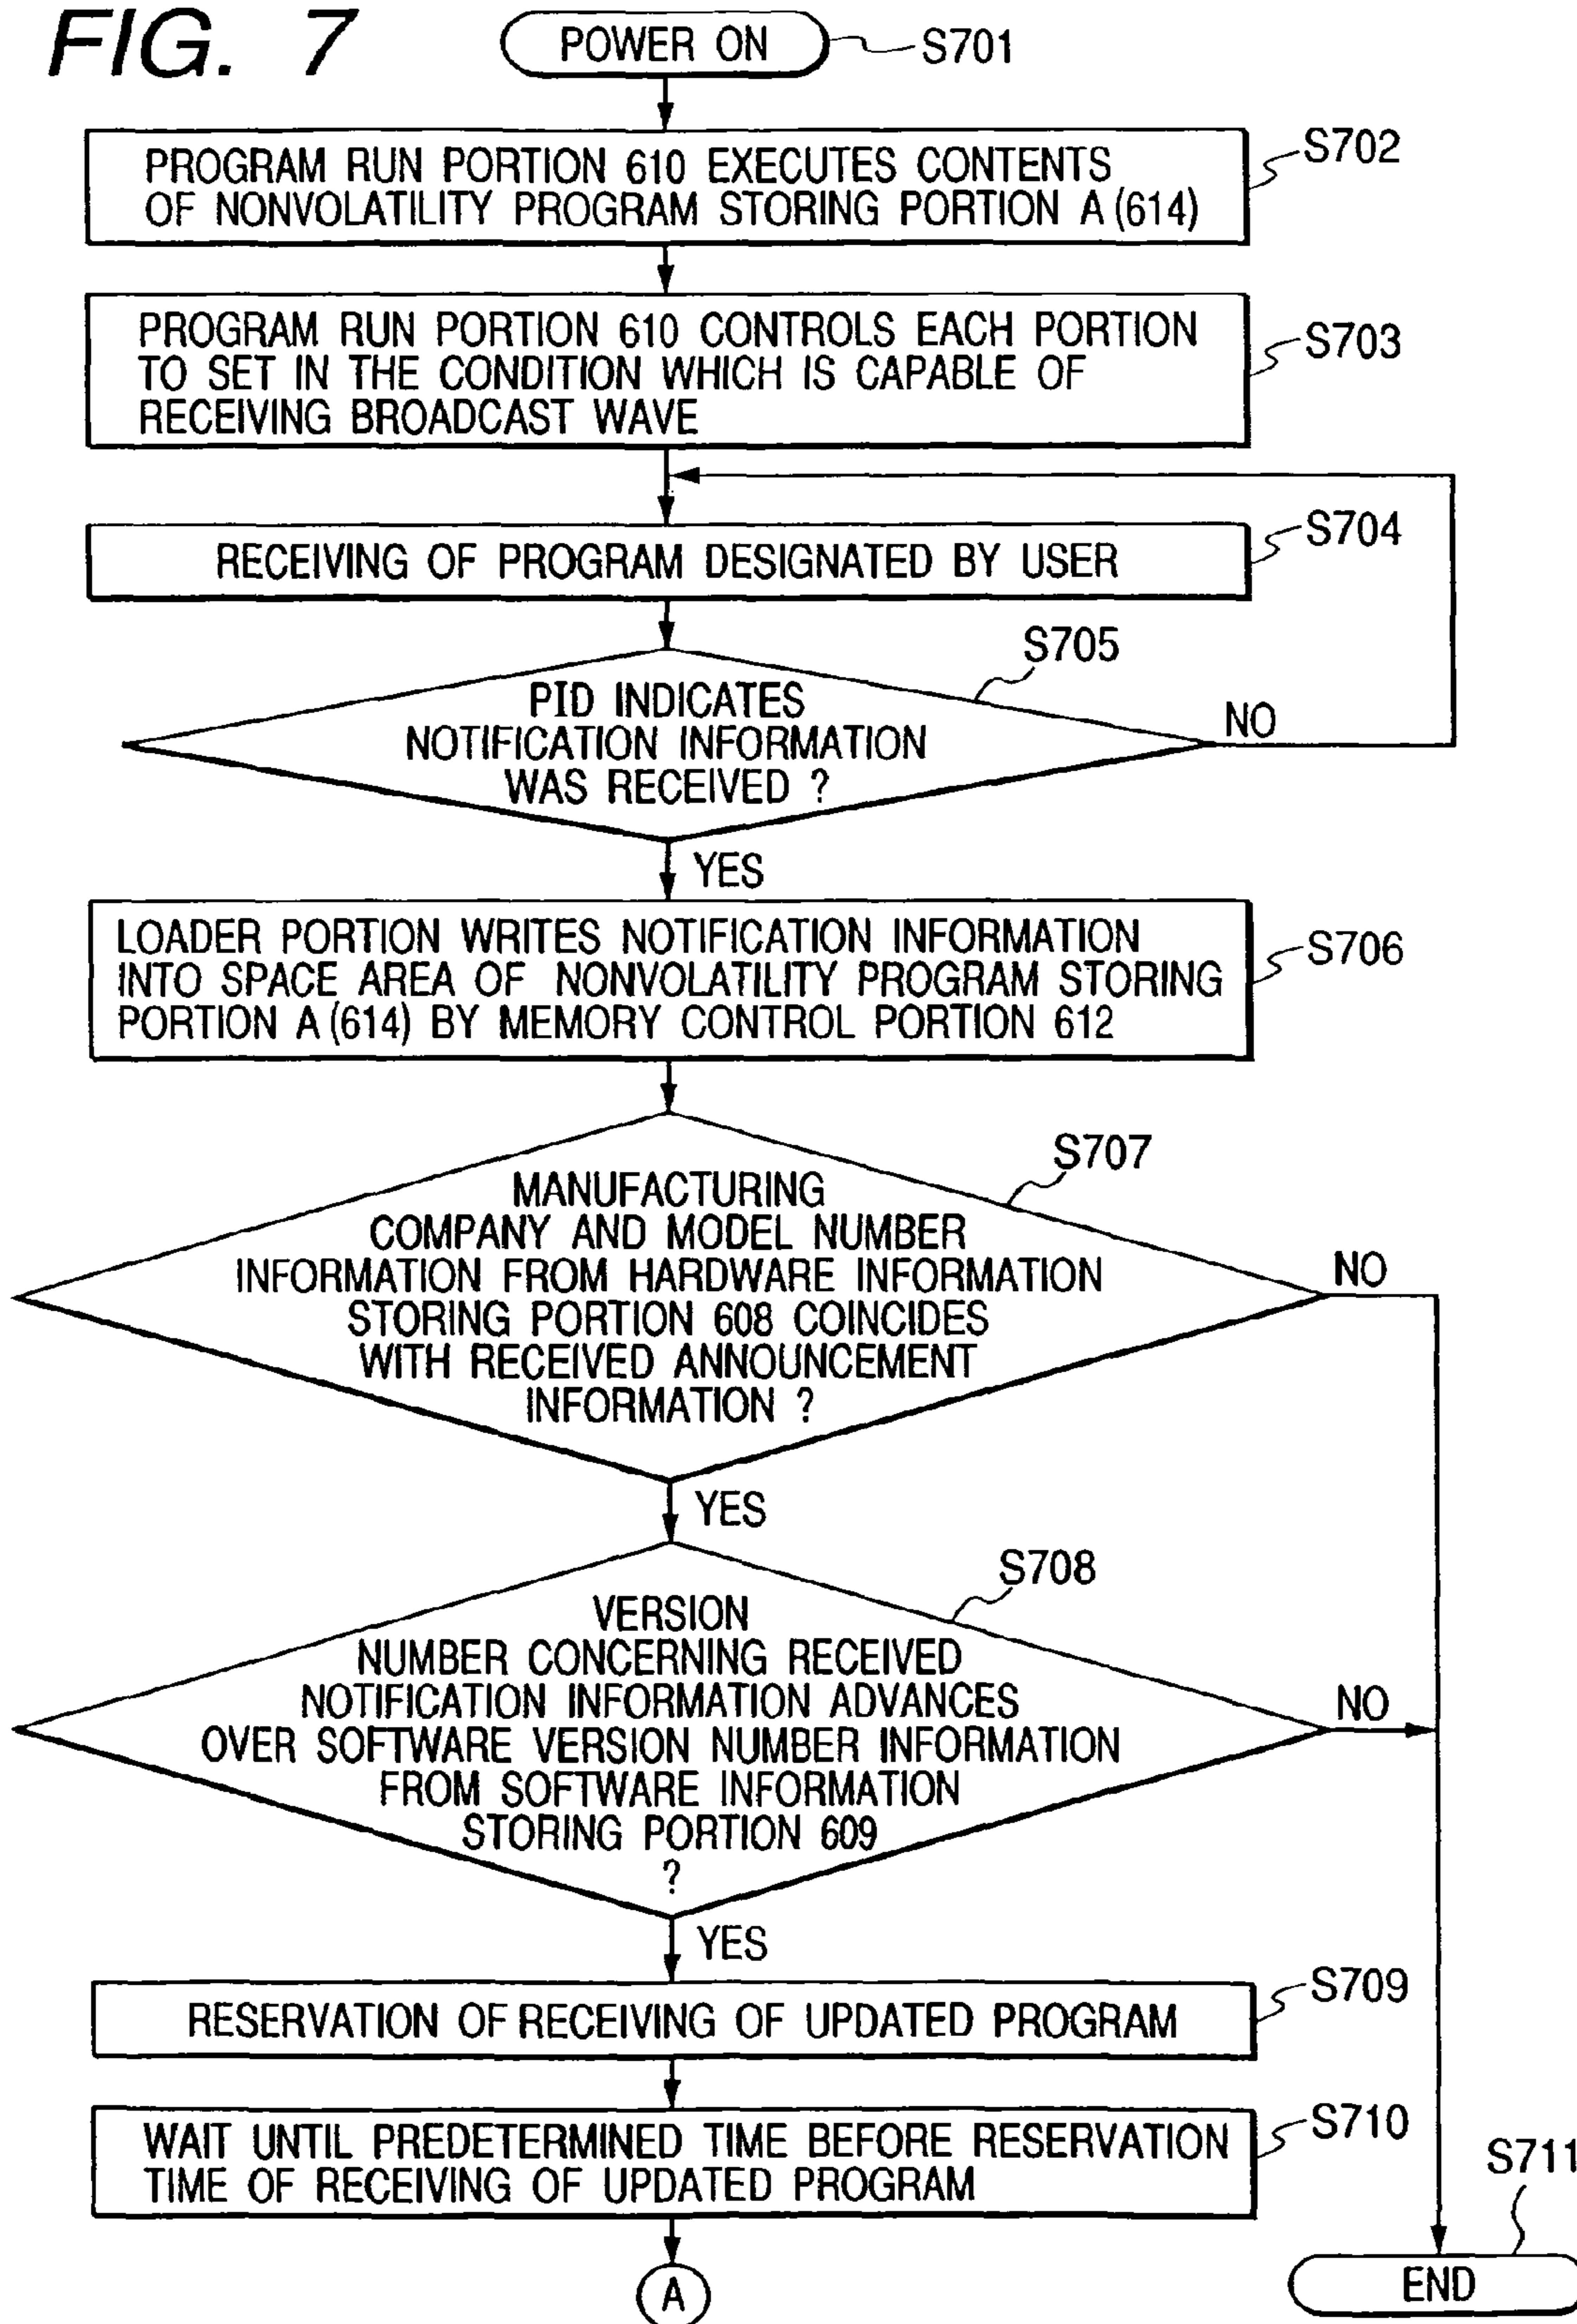 FIG. 7
POWER ON
S701
PROGRAM RUN PORTION 610 EXECUTES CONTENTS
OF NONVOLATILITY PROGRAM STORING PORTION A (614)
S702
PROGRAM RUN PORTION 610 CONTROLS EACH PORTION
TO SET IN THE CONDITION WHICH IS CAPABLE OF
RECEIVING BROADCAST WAVE
S703
RECEIVING OF PROGRAM DESIGNATED BY USER
S704
S705
PID INDICATES
NOTIFICATION INFORMATION
WAS RECEIVED ?
NO
YES
LOADER PORTION WRITES NOTIFICATION INFORMATION
INTO SPACE AREA OF NONVOLATILITY PROGRAM STORING
PORTION A (614) BY MEMORY CONTROL PORTION 612
S706
S707
MANUFACTURING
COMPANY AND MODEL NUMBER
INFORMATION FROM HARDWARE INFORMATION
STORING PORTION 608 COINCIDES
WITH RECEIVED ANNOUNCEMENT
INFORMATION ?
NO
YES
S708
VERSION
NUMBER CONCERNING RECEIVED
NOTIFICATION INFORMATION ADVANCES
OVER SOFTWARE VERSION NUMBER INFORMATION
FROM SOFTWARE INFORMATION
STORING PORTION 609
?
NO
YES
RESERVATION OF RECEIVING OF UPDATED PROGRAM
S709
WAIT UNTIL PREDETERMINED TIME BEFORE RESERVATION
TIME OF RECEIVING OF UPDATED PROGRAM
S710
S711
A
END